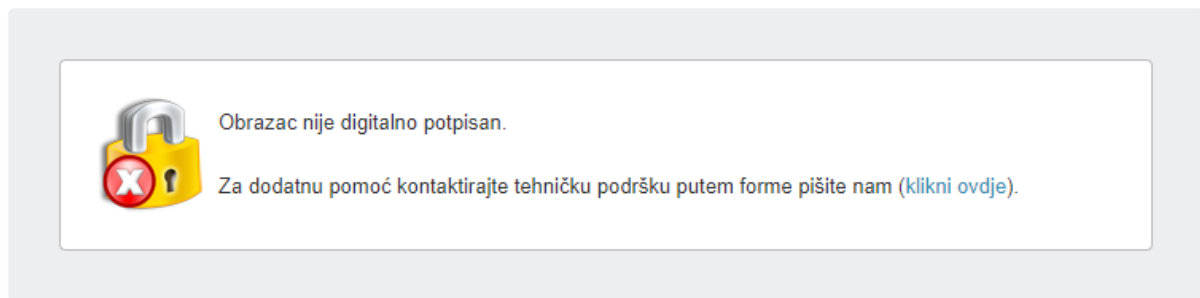 Obrazac nije digitalno potpisan.
Za dodatnu pomoć kontaktirajte tehničku podršku putem forme pišite nam (klikni ovdje).